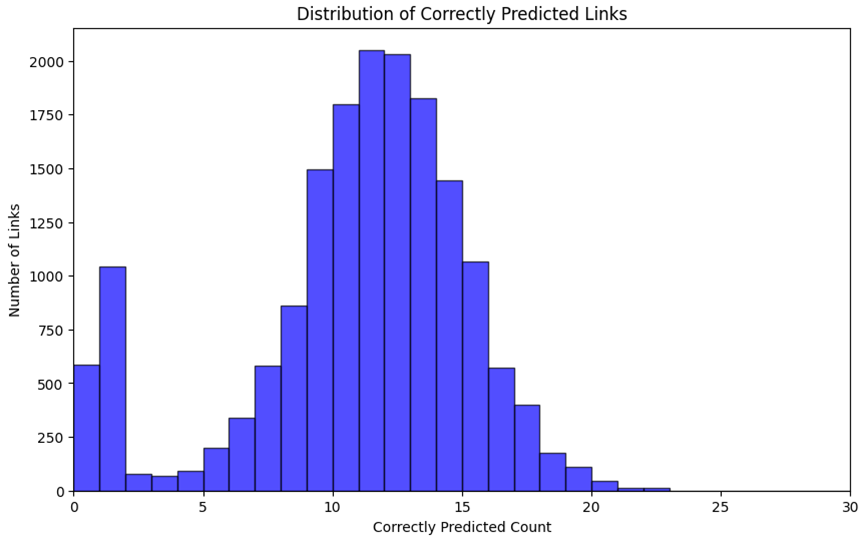 Distribution of Correctly Predicted Links
Number of Links
2000
1750
1500
1250
1000
750
500
250
0
0 5 10 15 20 25 30
Correctly Predicted Count